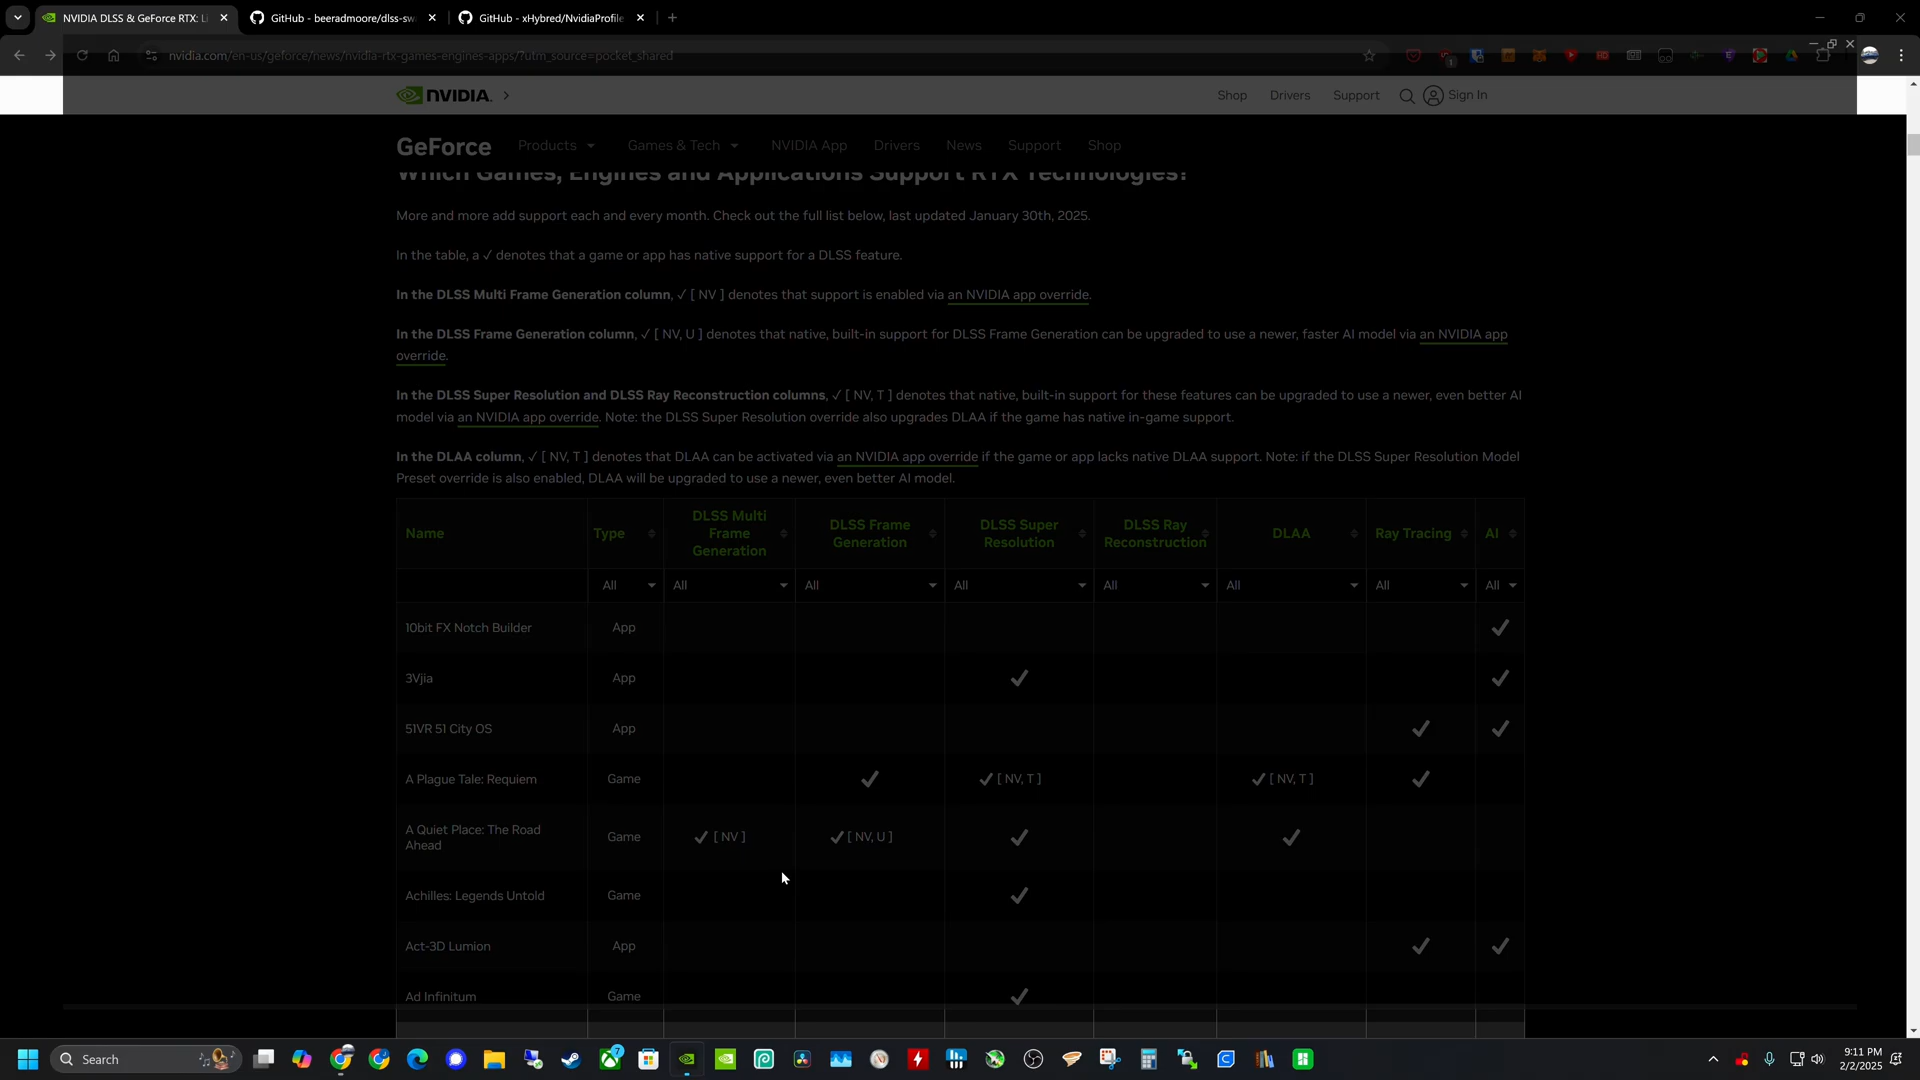 NVIDIA DLSS & GeForce RTX: Li
GitHub - beeradmoore/dlss-sw
GitHub - xHybred/NvidiaProfile
nvidia.com/en-us/geforce/news/nvidia-rtx-games-engines-apps/?utm_source=pocket_shared
NVIDIA.
Shop Drivers Support Sign In
GeForce Products Games & Tech NVIDIA App Drivers News Support Shop
Which Games, Engines and Applications Support RTX Technologies?
More and more add support each and every month. Check out the full list below, last updated January 30th, 2025.
In the table, a ✓ denotes that a game or app has native support for a DLSS feature.
In the DLSS Multi Frame Generation column, ✓ [ NV ] denotes that support is enabled via an NVIDIA app override.
In the DLSS Frame Generation column, ✓ [ NV, U ] denotes that native, built-in support for DLSS Frame Generation can be upgraded to use a newer, faster AI model via an NVIDIA app
override.
In the DLSS Super Resolution and DLSS Ray Reconstruction columns, ✓ [ NV, T ] denotes that native, built-in support for these features can be upgraded to use a newer, even better AI
model via an NVIDIA app override. Note: the DLSS Super Resolution override also upgrades DLAA if the game has native in-game support.
In the DLAA column, ✓ [ NV, T ] denotes that DLAA can be activated via an NVIDIA app override if the game or app lacks native DLAA support. Note: if the DLSS Super Resolution Model
Preset override is also enabled, DLAA will be upgraded to use a newer, even better AI model.
Name Type DLSS Multi Frame Generation DLSS Frame Generation DLSS Super Resolution DLSS Ray Reconstruction DLAA Ray Tracing AI
All All All All All All All All
10bit FX Notch Builder App ✓
3Vjia App ✓ ✓
51VR 51 City OS App ✓ ✓
A Plague Tale: Requiem Game ✓ ✓ [ NV, T ] ✓ [ NV, T ] ✓
A Quiet Place: The Road
Ahead Game ✓ [ NV ] ✓ [ NV, U ] ✓ ✓
Achilles: Legends Untold Game ✓
Act-3D Lumion App ✓ ✓
Ad Infinitum Game ✓
Search
9:11 PM
2/2/2025